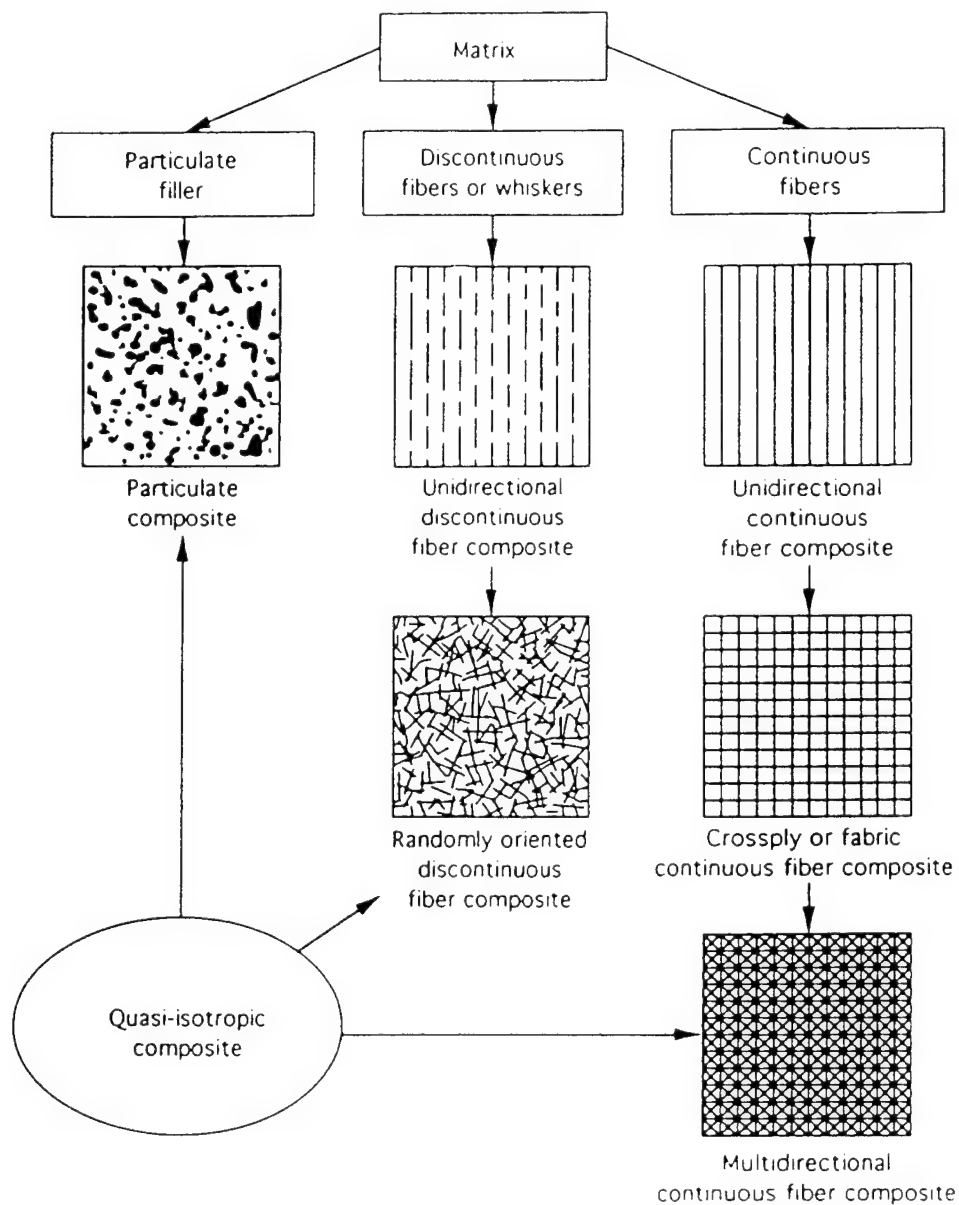 Matrix
Particulate
filler
Discontinuous
fibers or whiskers
Continuous
fibers
Particulate
composite
Unidirectional
discontinuous
fiber composite
Unidirectional
continuous
fiber composite
Randomly oriented
discontinuous
fiber composite
Crossply or fabric
continuous fiber composite
Quasi-isotropic
composite
Multidirectional
continuous fiber composite